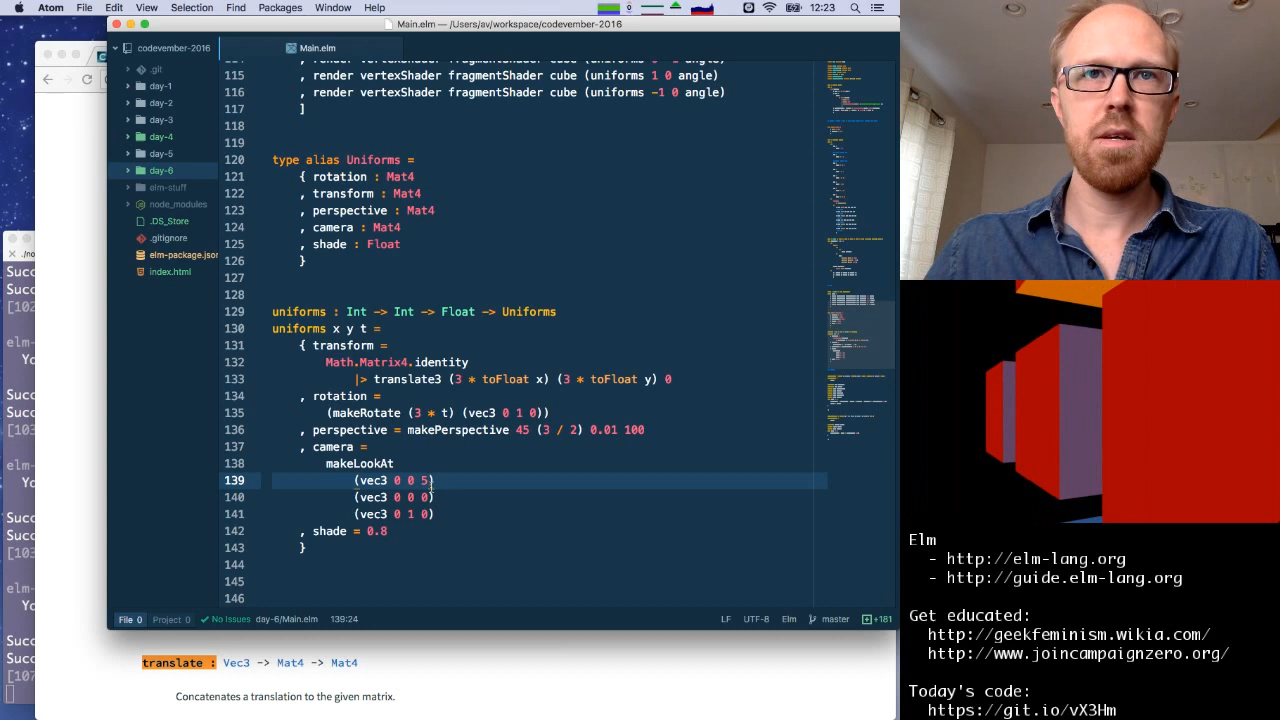 Atom File Edit View Selection Find Packages Window Help
12:23
Main.elm — /Users/av/workspace/codevember-2016
codevember-2016
Main.elm
.git
day-1
day-2
day-3
day-4
day-5
day-6
elm-stuff
node_modules
.DS_Store
.gitignore
elm-package.json
index.html
115 , render vertexShader fragmentShader cube (uniforms 1 0 angle)
116 , render vertexShader fragmentShader cube (uniforms -1 0 angle)
117 ]
118
119
120 type alias Uniforms =
121 { rotation : Mat4
122 , transform : Mat4
123 , perspective : Mat4
124 , camera : Mat4
125 , shade : Float
126 }
127
128
129 uniforms : Int -> Int -> Float -> Uniforms
130 uniforms x y t =
131 { transform =
132 Math.Matrix4.identity
133 |> translate3 (3 * toFloat x) (3 * toFloat y) 0
134 , rotation =
135 (makeRotate (3 * t) (vec3 0 1 0))
136 , perspective = makePerspective 45 (3 / 2) 0.01 100
137 , camera =
138 makeLookAt
139 (vec3 0 0 5)
140 (vec3 0 0 0)
141 (vec3 0 1 0)
142 , shade = 0.8
143 }
144
145
146
File 0 Project 0 No Issues day-6/Main.elm 139:24 LF UTF-8 Elm master +181
translate : Vec3 -> Mat4 -> Mat4
Concatenates a translation to the given matrix.
Elm
- http://elm-lang.org
- http://guide.elm-lang.org
Get educated:
http://geekfeminism.wikia.com/
http://www.joincampaignzero.org/
Today's code:
https://git.io/vX3Hm